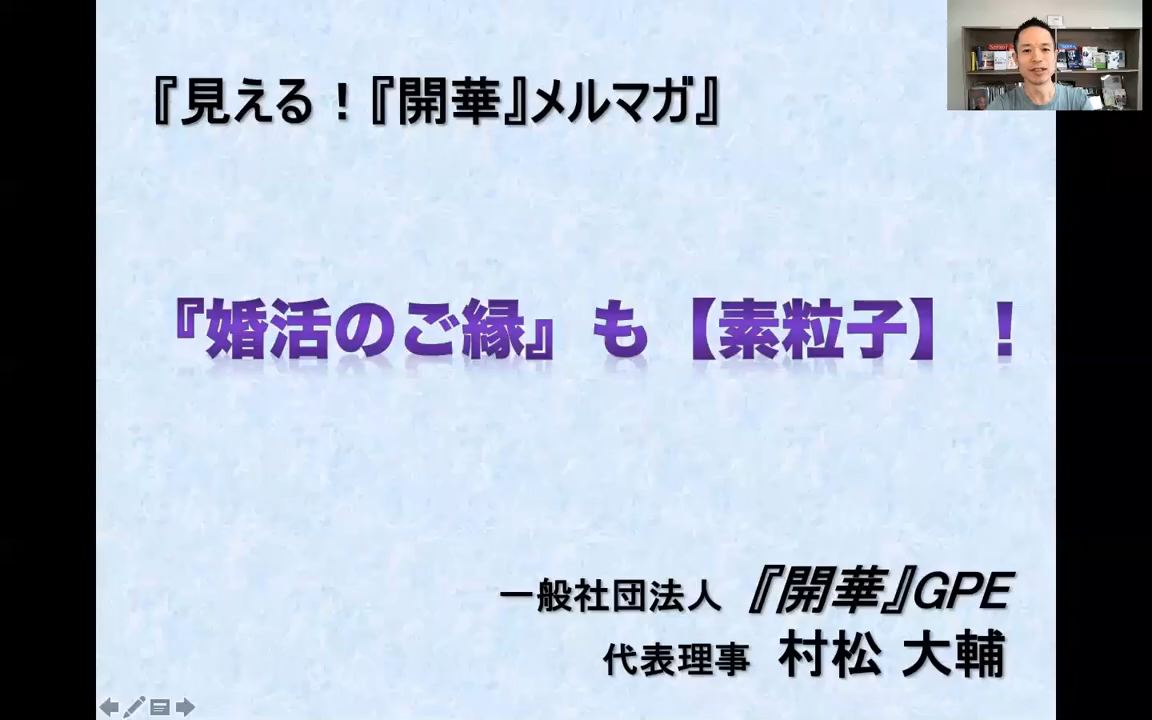 『見える！『開華』メルマガ』
『婚活のご縁』も【素粒子】！
一般社団法人 『開華』GPE
代表理事 村松 大輔